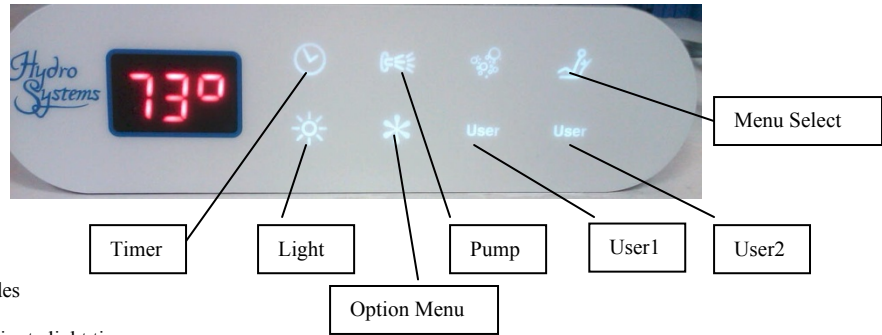 Hydro
Systems
73°
User
User
Menu Select
Timer
Light
Pump
User1
User2
Option Menu